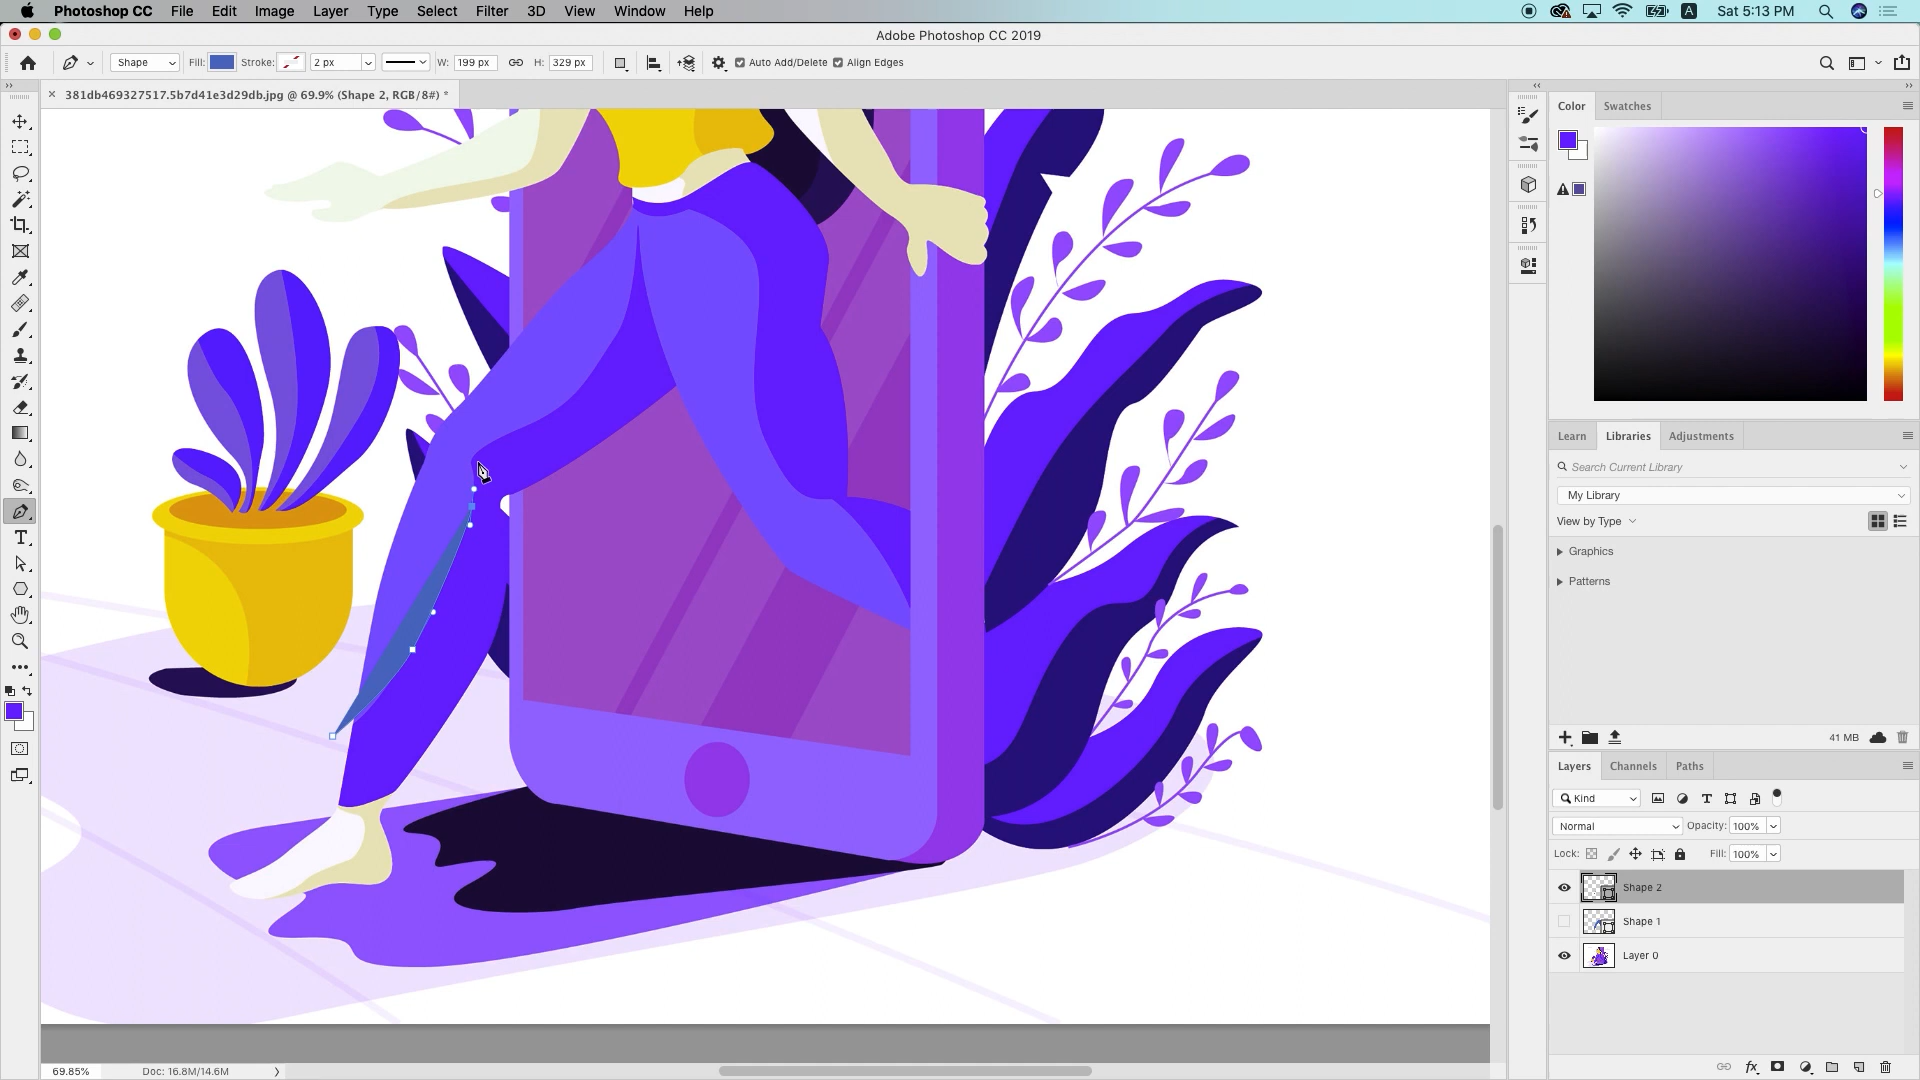 Photoshop CC File Edit Image Layer Type Select Filter 3D View Window Help A Sat 5:13 PM
Adobe Photoshop CC 2019
Shape Fill: Stroke: 2 px W: 199 px H: 329 px Auto Add/Delete Align Edges
381db469327517.5b7d41e3d29db.jpg @ 69.9% (Shape 2, RGB/8#) *
Color Swatches
Learn Libraries Adjustments
Search Current Library
My Library
View by Type
Graphics
Patterns
41 MB
Layers Channels Paths
Kind
Normal Opacity: 100%
Lock: Fill: 100%
Shape 2
Shape 1
Layer 0
fx
69.85% Doc: 16.8M/14.6M